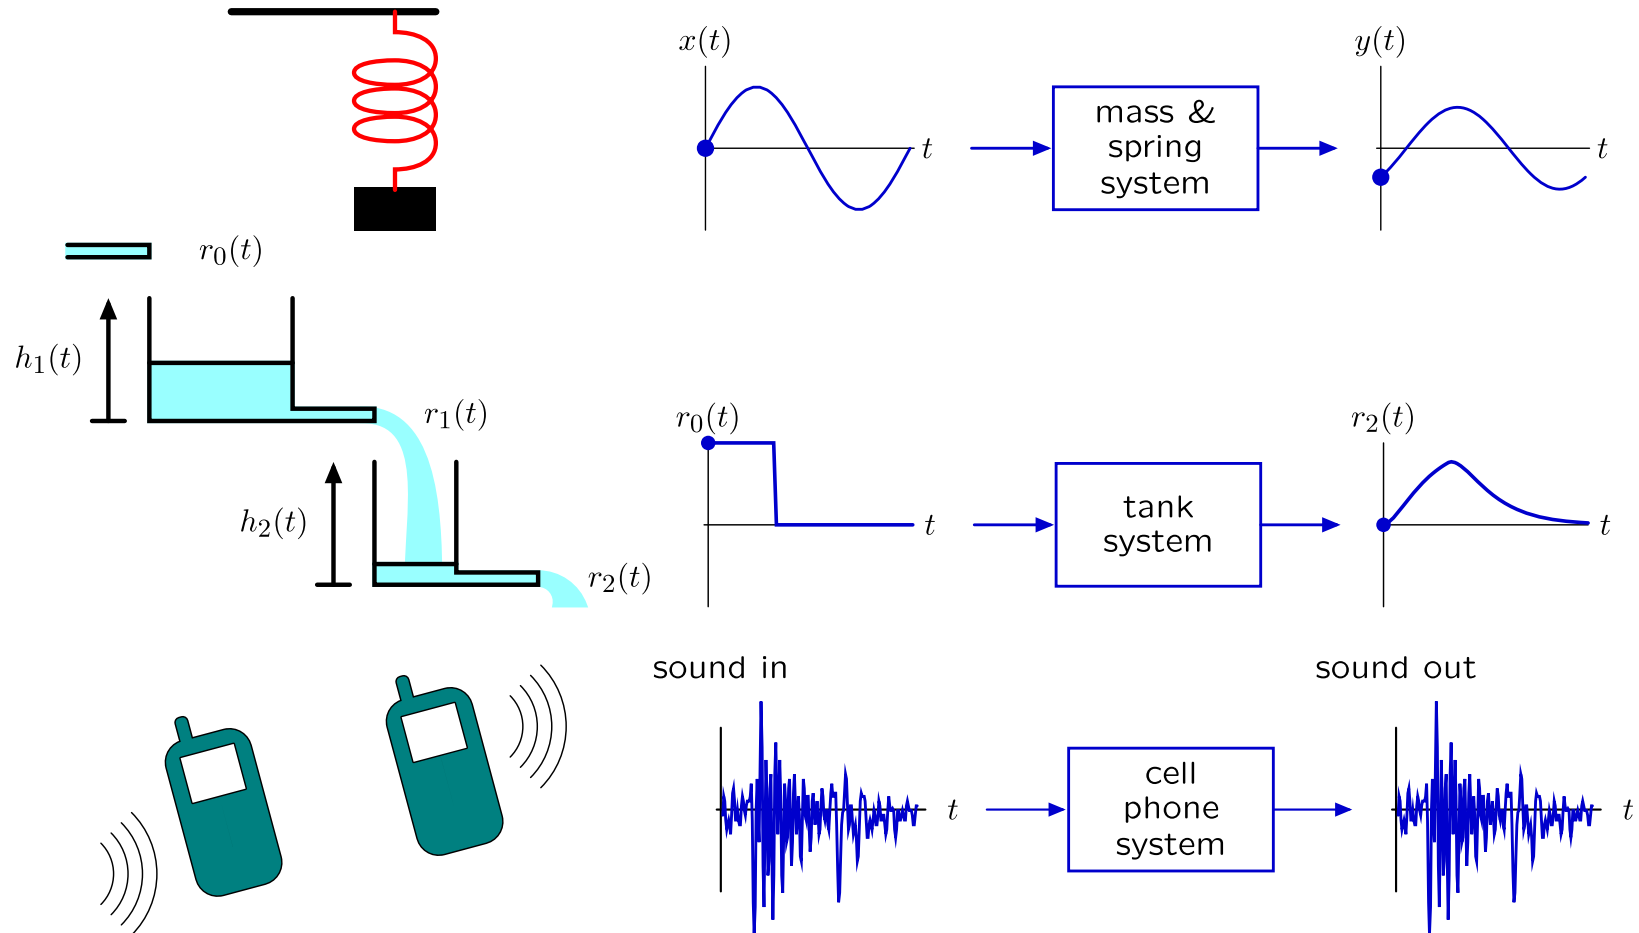 x(t)
t
mass &
spring
system
y(t)
t
r₀(t)
h₁(t)
r₁(t)
h₂(t)
r₂(t)
r₀(t)
t
tank
system
r₂(t)
t
sound in
t
cell
phone
system
sound out
t